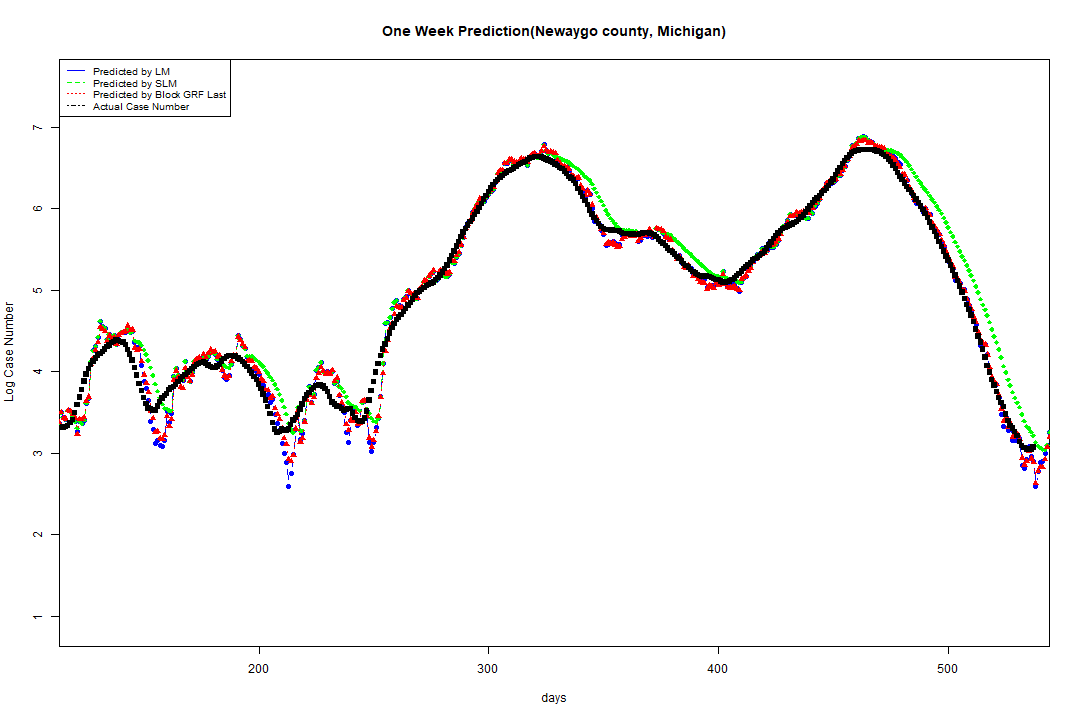 One Week Prediction(Newaygo county, Michigan)
Predicted by LM
Predicted by SLM
Predicted by Block GRF Last
Actual Case Number
7
6
5
4
3
2
1
Log Case Number
200 300 400 500
days